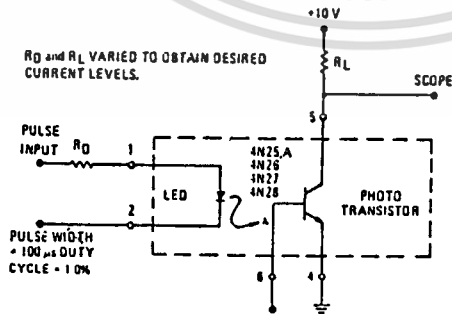 +10 V
RD and RL VARIED TO OBTAIN DESIRED
CURRENT LEVELS.
RL
SCOPE
5
PULSE
INPUT
RD
1
4N25,A
4N26
4N27
4N28
LED
PHOTO
TRANSISTOR
2
PULSE WIDTH
= 100 µs DUTY
CYCLE = 1.0%
6
4